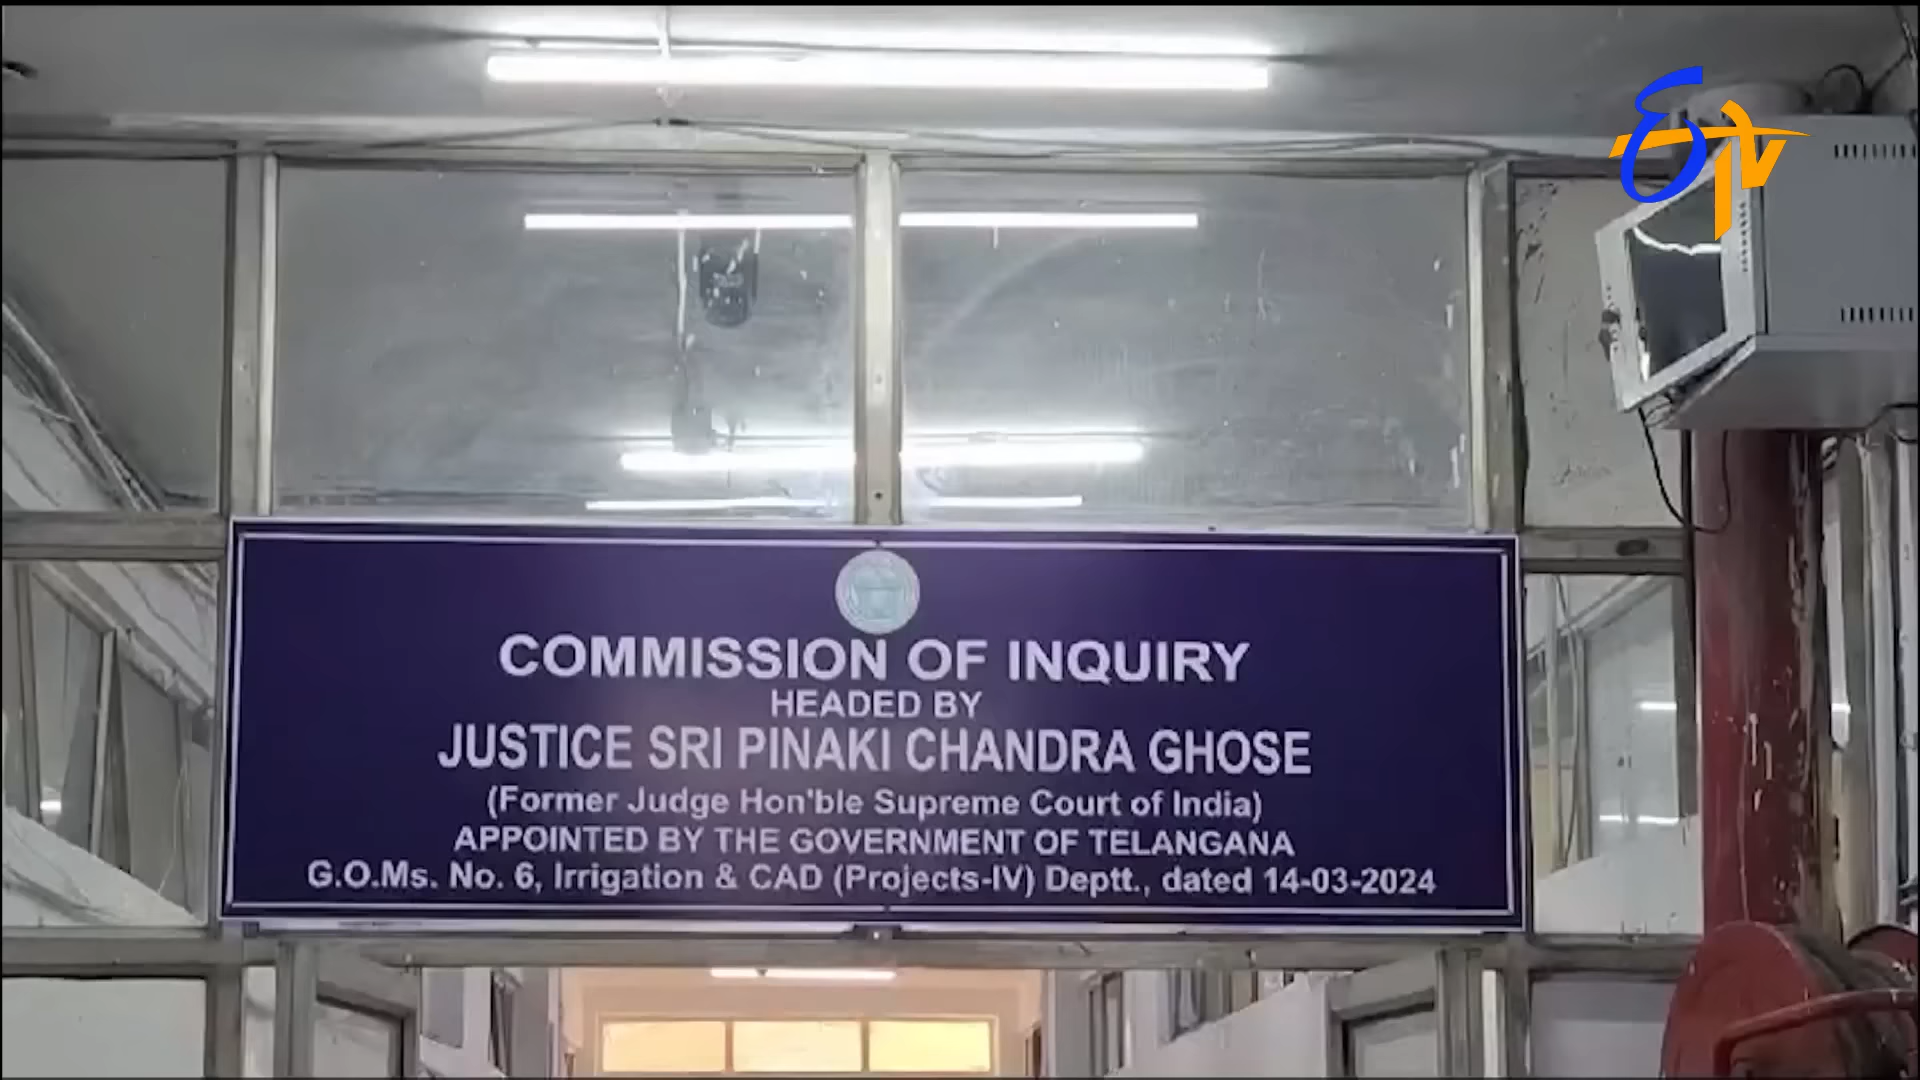 ETV
COMMISSION OF INQUIRY
HEADED BY
JUSTICE SRI PINAKI CHANDRA GHOSE
(Former Judge Hon'ble Supreme Court of India)
APPOINTED BY THE GOVERNMENT OF TELANGANA
G.O.Ms. No. 6, Irrigation & CAD (Projects-IV) Deptt., dated 14-03-2024